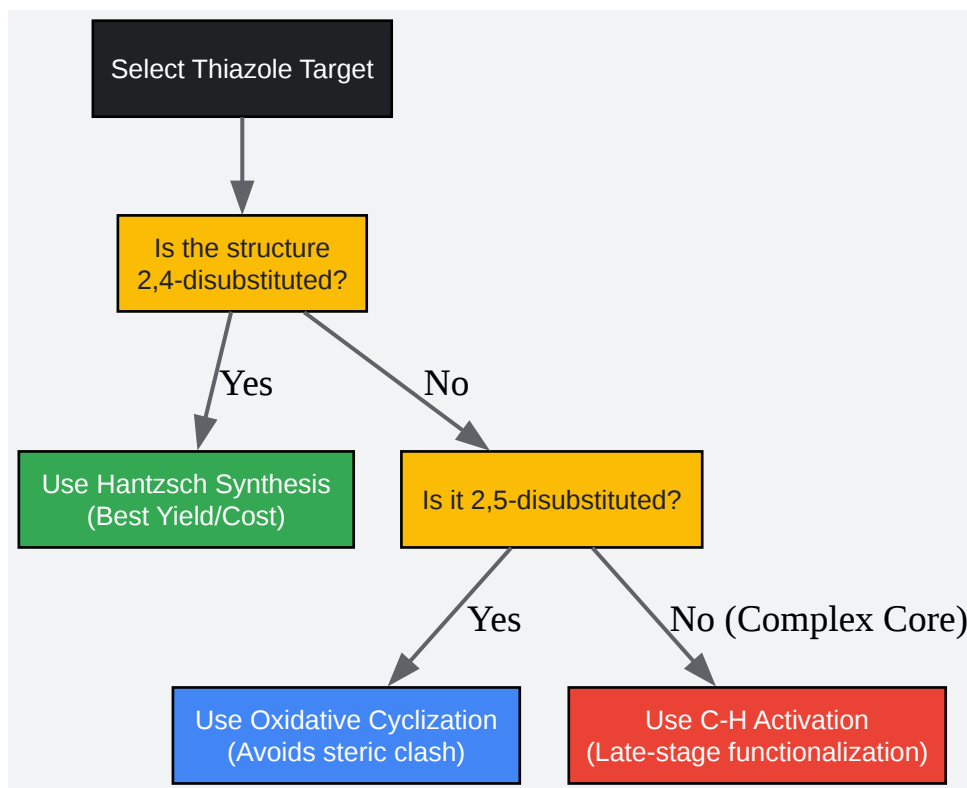 Select Thiazole Target
Is the structure
2,4-disubstituted?
Yes
No
Use Hantzsch Synthesis
(Best Yield/Cost)
Is it 2,5-disubstituted?
Yes
No (Complex Core)
Use Oxidative Cyclization
(Avoids steric clash)
Use C-H Activation
(Late-stage functionalization)